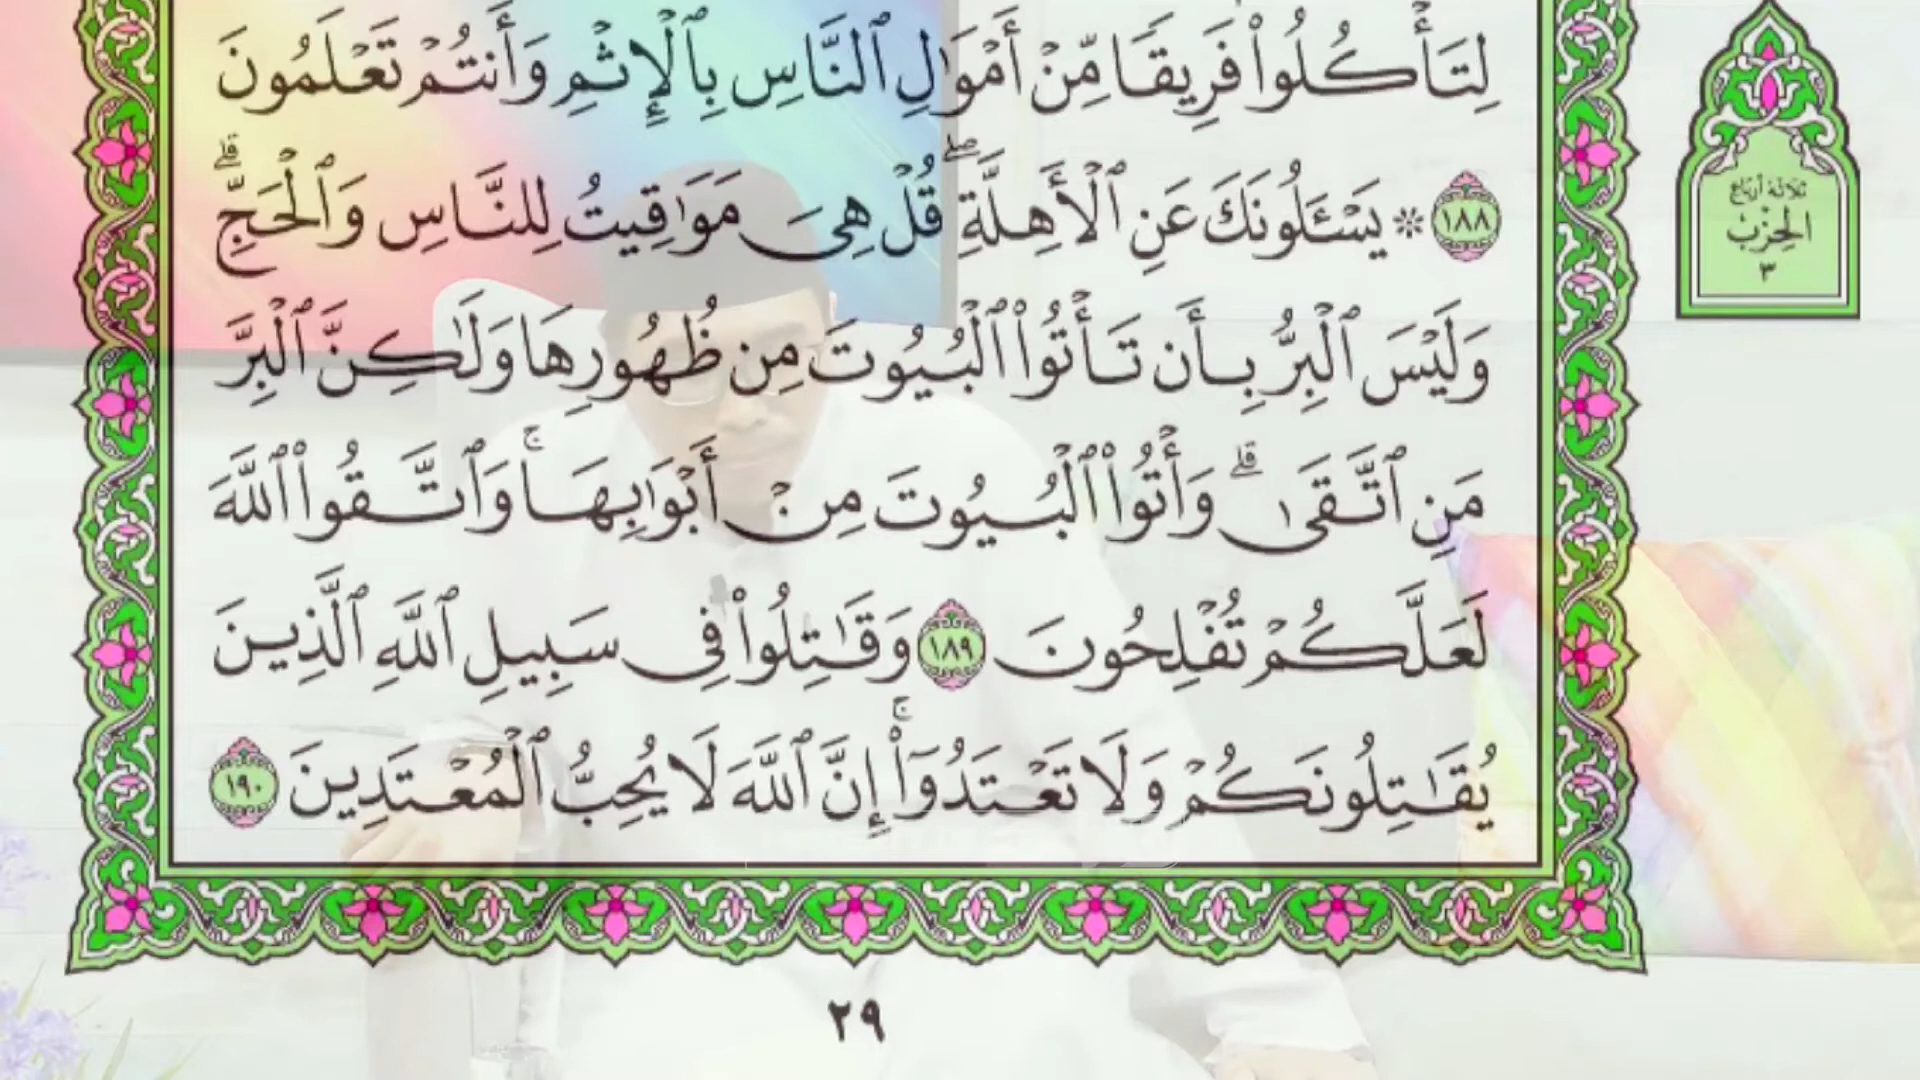 لِتَأْكُلُوا۟ فَرِيقًا مِّنْ أَمْوَٰلِ ٱلنَّاسِ بِٱلْإِثْمِ وَأَنتُمْ تَعْلَمُونَ
١٨٨ ۞ يَسْـَٔلُونَكَ عَنِ ٱلْأَهِلَّةِ ۖ قُلْ هِىَ مَوَٰقِيتُ لِلنَّاسِ وَٱلْحَجِّ ۗ
وَلَيْسَ ٱلْبِرُّ بِأَن تَأْتُوا۟ ٱلْبُيُوتَ مِن ظُهُورِهَا وَلَٰكِنَّ ٱلْبِرَّ
مَنِ ٱتَّقَىٰ ۗ وَأْتُوا۟ ٱلْبُيُوتَ مِنْ أَبْوَٰبِهَا ۚ وَٱتَّقُوا۟ ٱللَّهَ
لَعَلَّكُمْ تُفْلِحُونَ ١٨٩ وَقَٰتِلُوا۟ فِى سَبِيلِ ٱللَّهِ ٱلَّذِينَ
يُقَٰتِلُونَكُمْ وَلَا تَعْتَدُوٓا۟ ۚ إِنَّ ٱللَّهَ لَا يُحِبُّ ٱلْمُعْتَدِينَ ١٩٠
ثلاثة أرباع
الحزب
٣
٢٩